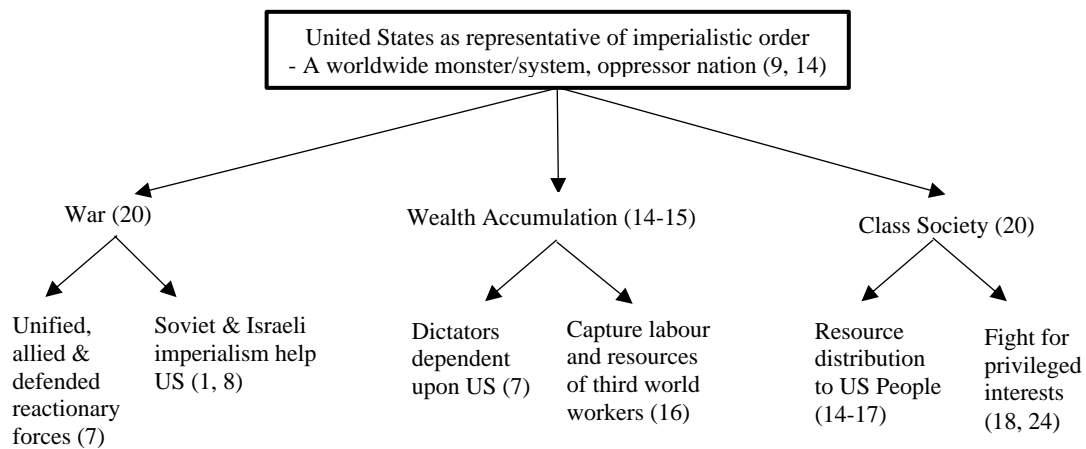 United States as representative of imperialistic order
- A worldwide monster/system, oppressor nation (9, 14)
War (20)
Wealth Accumulation (14-15)
Class Society (20)
Unified,
allied &
defended
reactionary
forces (7)
Soviet & Israeli
imperialism help
US (1, 8)
Dictators
dependent
upon US (7)
Capture labour
and resources
of third world
workers (16)
Resource
distribution
to US People
(14-17)
Fight for
privileged
interests
(18, 24)